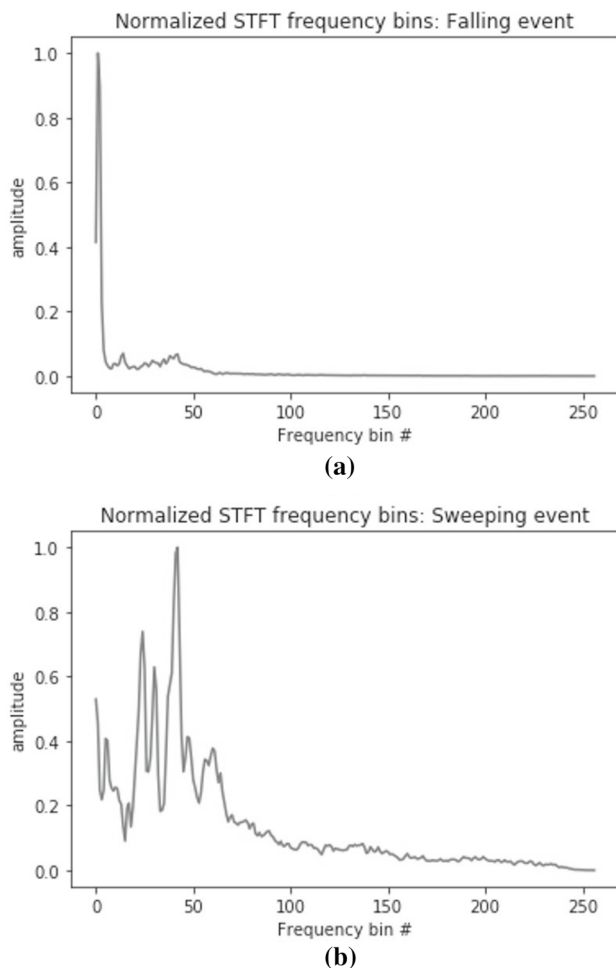 Normalized STFT frequency bins: Falling event
1.0
0.8
0.6
0.4
0.2
0.0
amplitude
0 50 100 150 200 250
Frequency bin #
(a)
Normalized STFT frequency bins: Sweeping event
1.0
0.8
0.6
0.4
0.2
0.0
amplitude
0 50 100 150 200 250
Frequency bin #
(b)